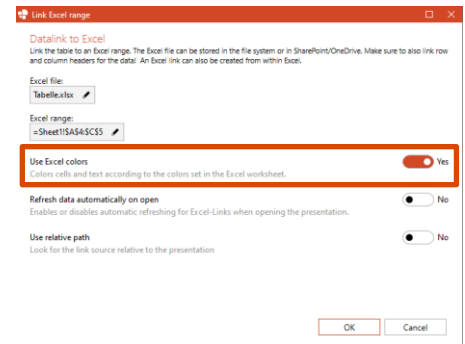 Link Excel range
Datalink to Excel
Link the table to an Excel range. The Excel file can be stored in the file system or in SharePoint/OneDrive. Make sure to also link row
and column headers for the data! An Excel link can also be created from within Excel.
Excel file:
Tabelle.xlsx
Excel range:
=Sheet1!$A$4:$C$5
Use Excel colors
Yes
Colors cells and text according to the colors set in the Excel worksheet.
Refresh data automatically on open
No
Enables or disables automatic refreshing for Excel-Links when opening the presentation.
Use relative path
No
Look for the link source relative to the presentation
OK
Cancel